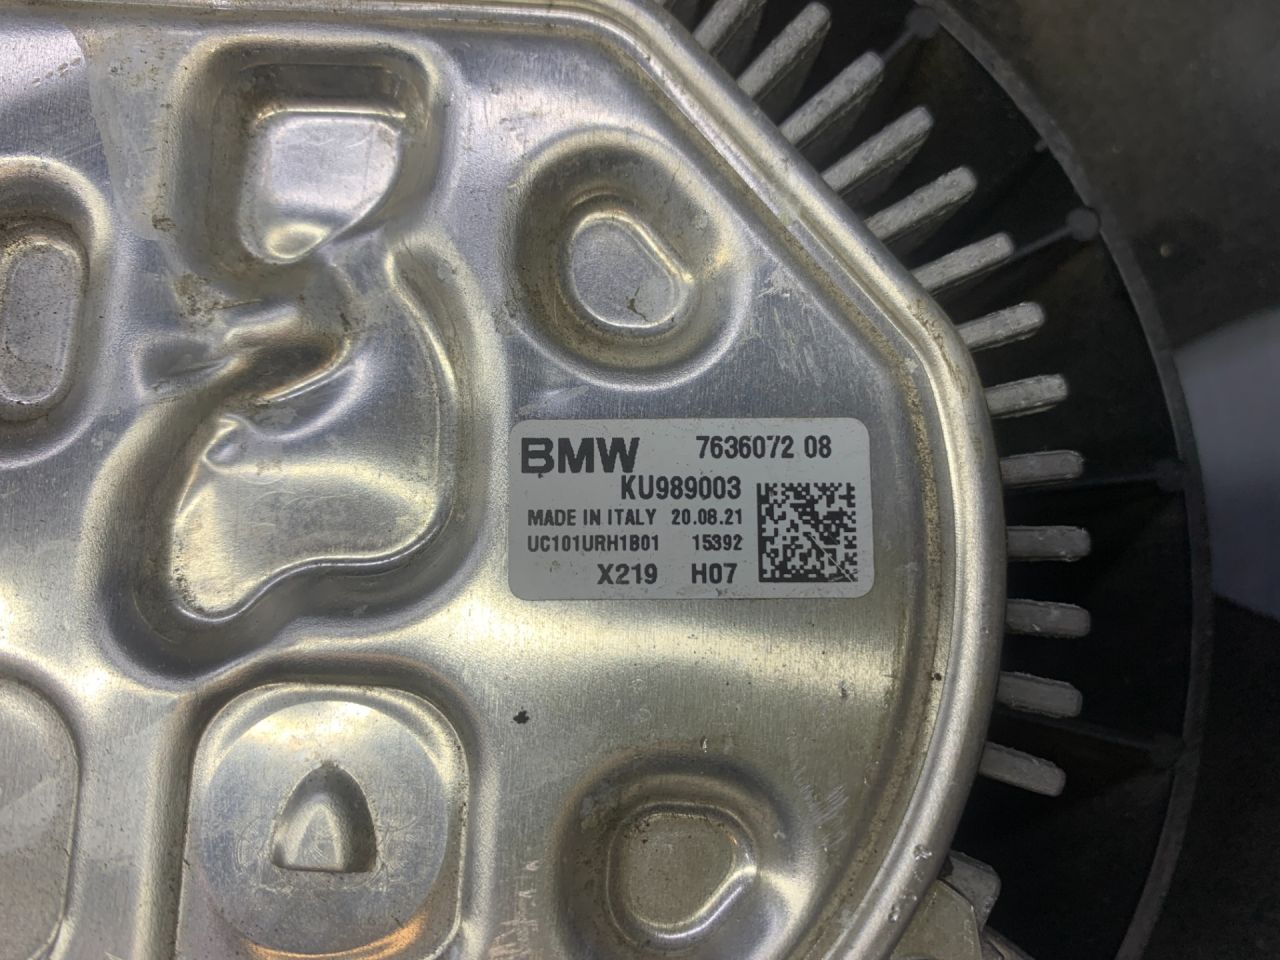 BMW 7636072 08
KU989003
MADE IN ITALY 20.08.21
UC101URH1B01 15392
X219 H07